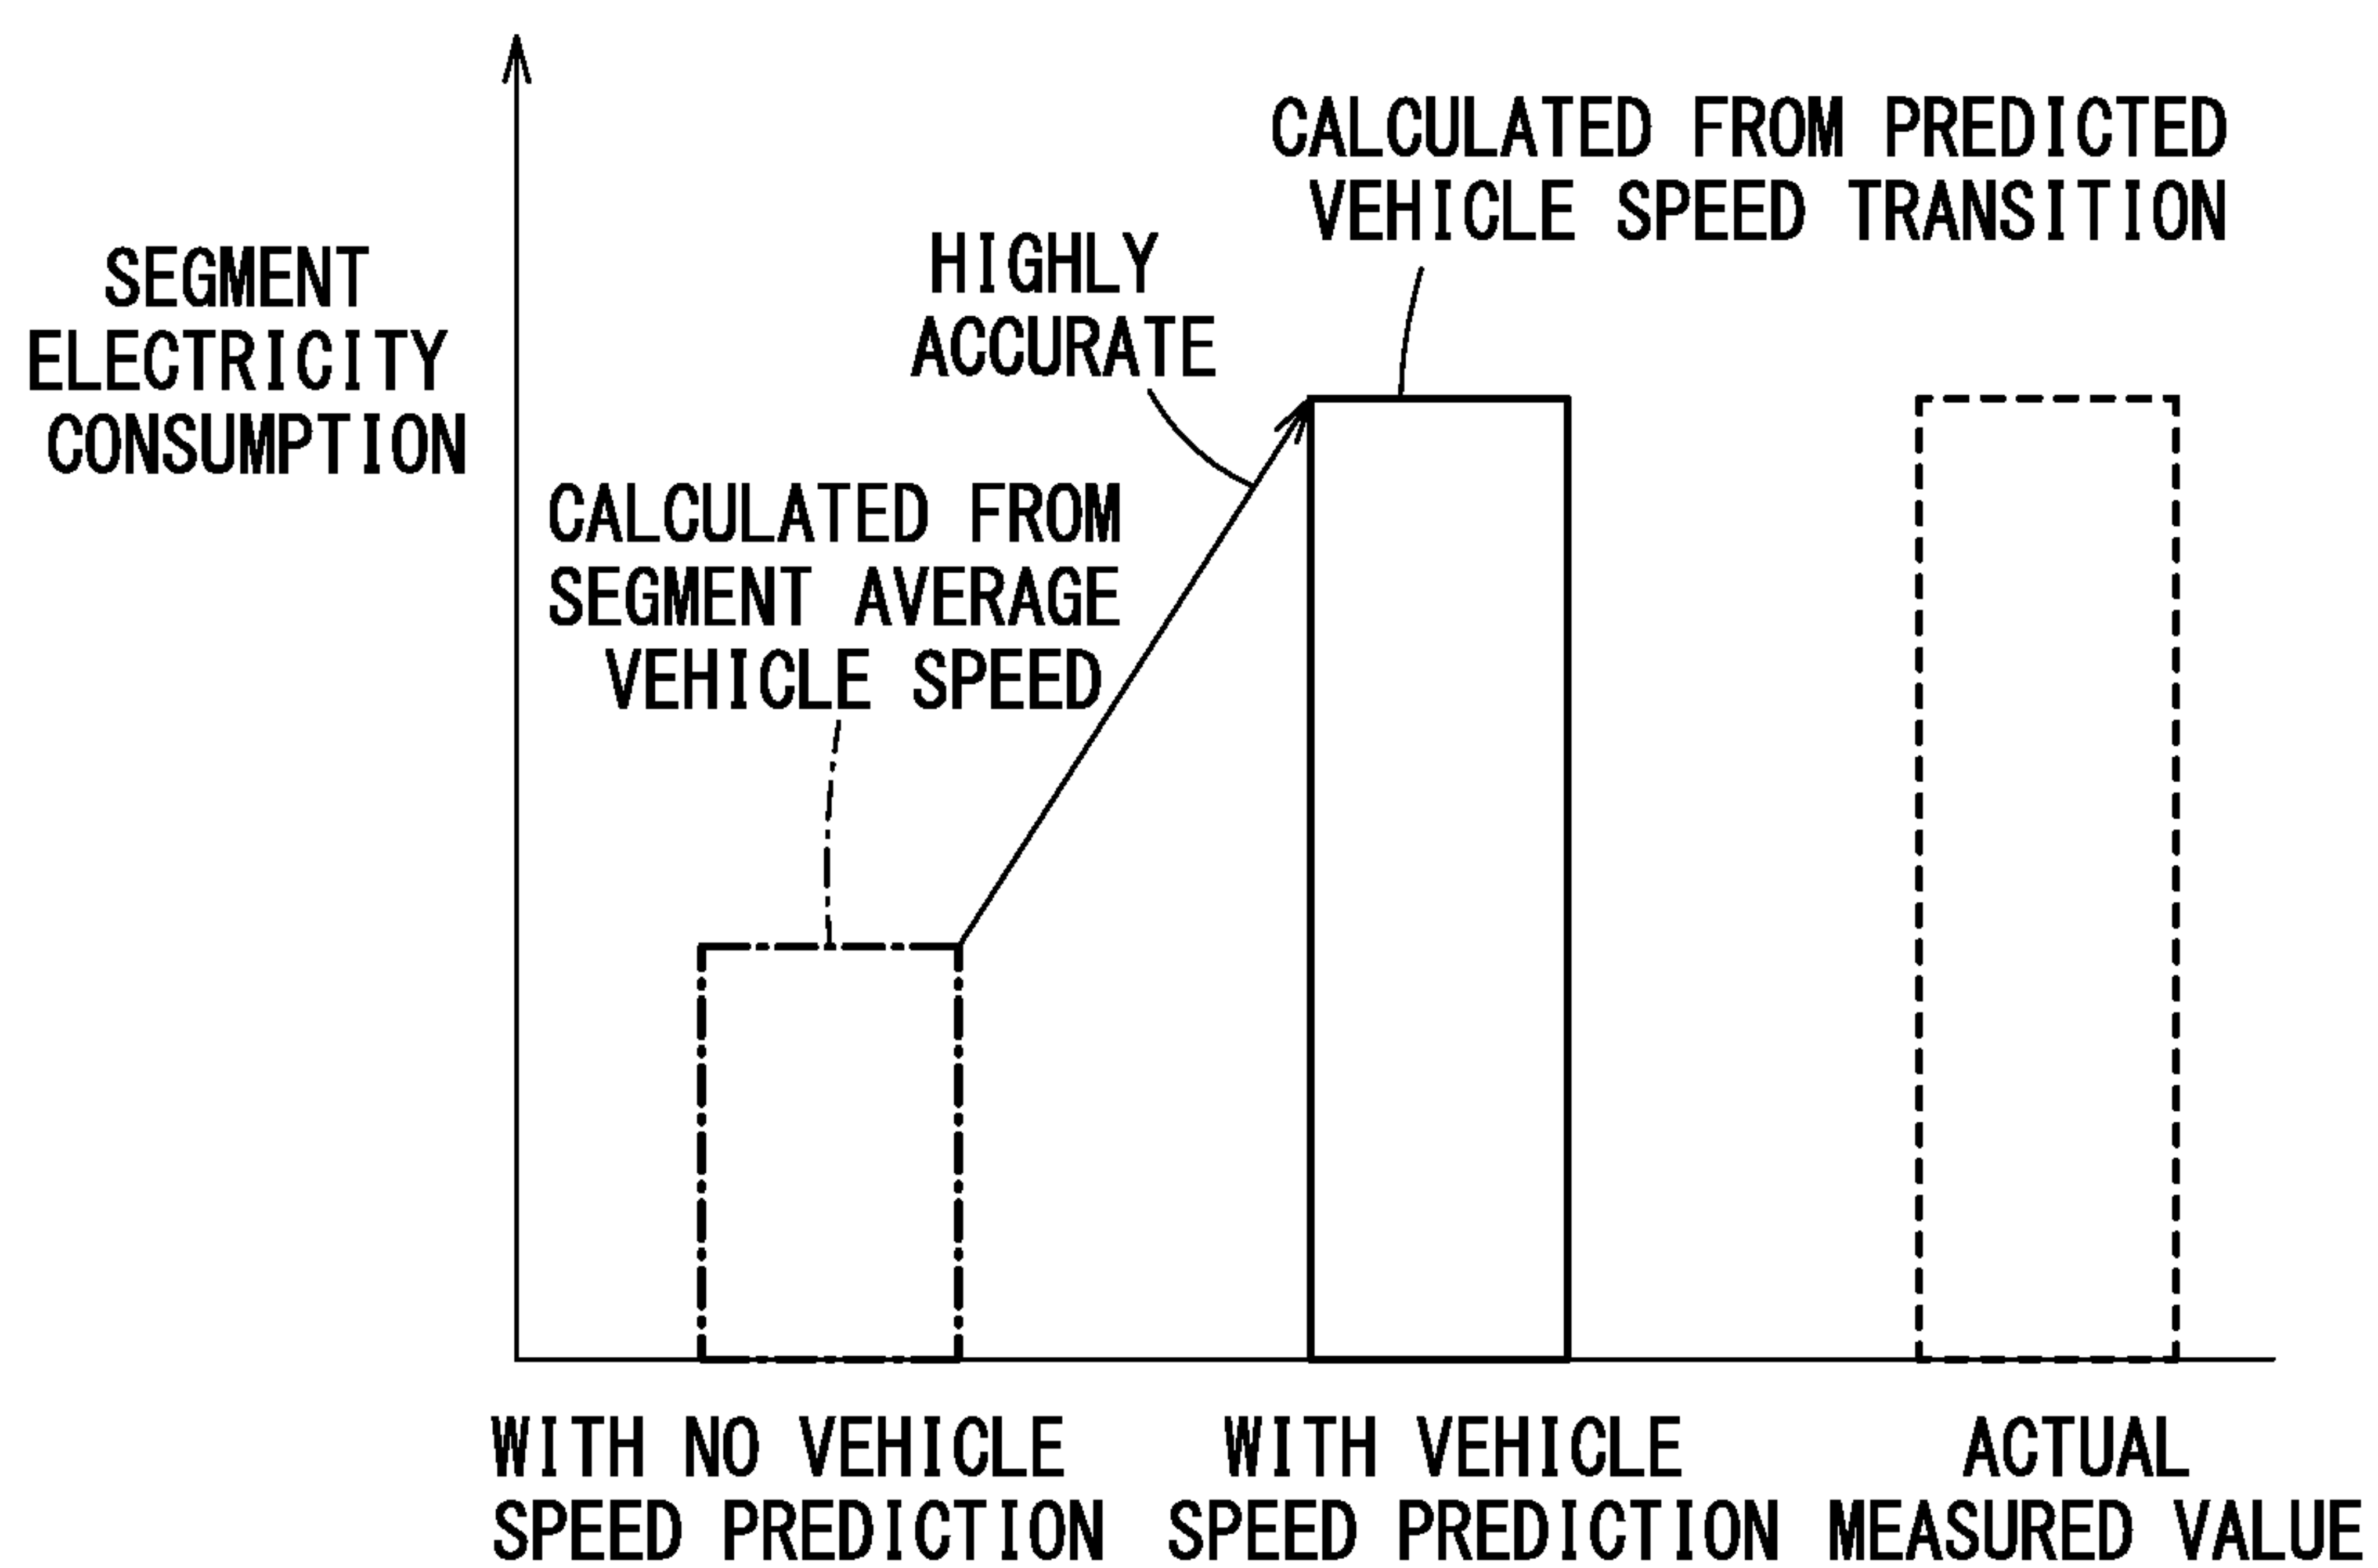 CALCULATED FROM PREDICTED
VEHICLE SPEED TRANSITION
HIGHLY
ACCURATE
SEGMENT
ELECTRICITY
CONSUMPTION
CALCULATED FROM
SEGMENT AVERAGE
VEHICLE SPEED
WITH NO VEHICLE
SPEED PREDICTION
WITH VEHICLE
SPEED PREDICTION
ACTUAL
MEASURED VALUE